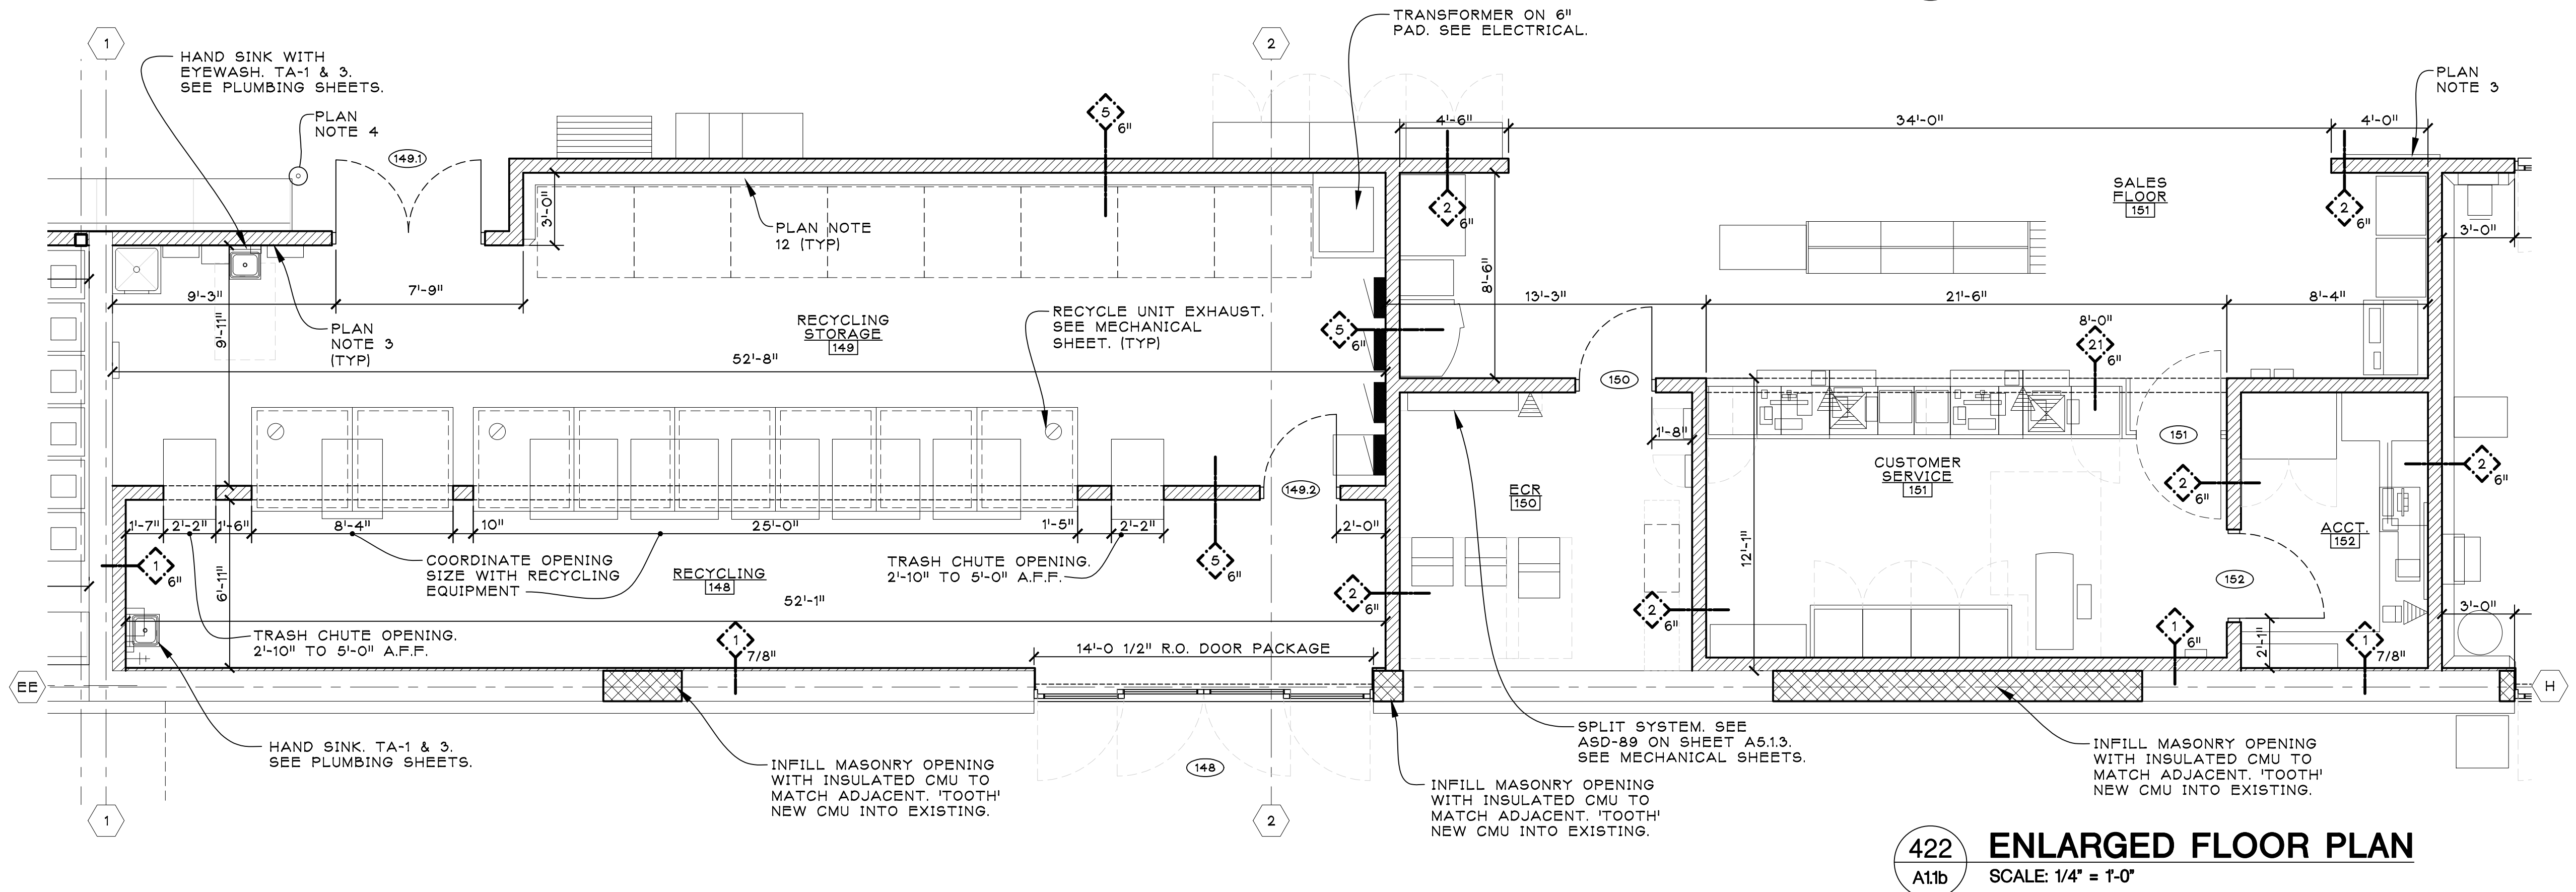 TRANSFORMER ON 6"
PAD. SEE ELECTRICAL.
1
2
HAND SINK WITH
EYEWASH. TA-1 & 3.
SEE PLUMBING SHEETS.
PLAN
NOTE 3
PLAN
NOTE 4
5
6"
4'-6"
34'-0"
4'-0"
149.1
SALES
FLOOR
151
2
6"
2
6"
3'-0"
PLAN NOTE
12 (TYP)
3'-0"
8'-6"
9'-3"
7'-9"
13'-3"
21'-6"
8'-4"
9'-11"
PLAN
NOTE 3
(TYP)
RECYCLING
STORAGE
149
RECYCLE UNIT EXHAUST.
SEE MECHANICAL
SHEET. (TYP)
5
6"
8'-0"
21
6"
52'-8"
150
1'-8"
151
CUSTOMER
SERVICE
151
2
6"
2
6"
149.2
ECR
150
1'-7"
2'-2"
1'-6"
8'-4"
10"
25'-0"
1'-5"
2'-2"
2'-0"
ACCT.
152
12'-1"
1
6"
COORDINATE OPENING
SIZE WITH RECYCLING
EQUIPMENT
RECYCLING
148
TRASH CHUTE OPENING.
2'-10" TO 5'-0" A.F.F.
5
6"
152
6'-11"
52'-1"
2
6"
2
6"
3'-0"
TRASH CHUTE OPENING.
2'-10" TO 5'-0" A.F.F.
1
7/8"
14'-0 1/2" R.O. DOOR PACKAGE
1
6"
2'-1"
1
7/8"
EE
H
HAND SINK. TA-1 & 3.
SEE PLUMBING SHEETS.
INFILL MASONRY OPENING
WITH INSULATED CMU TO
MATCH ADJACENT. 'TOOTH'
NEW CMU INTO EXISTING.
148
SPLIT SYSTEM. SEE
ASD-89 ON SHEET A5.1.3.
SEE MECHANICAL SHEETS.
INFILL MASONRY OPENING
WITH INSULATED CMU TO
MATCH ADJACENT. 'TOOTH'
NEW CMU INTO EXISTING.
INFILL MASONRY OPENING
WITH INSULATED CMU TO
MATCH ADJACENT. 'TOOTH'
NEW CMU INTO EXISTING.
1
2
422
A1.1b
ENLARGED FLOOR PLAN
SCALE: 1/4" = 1'-0"